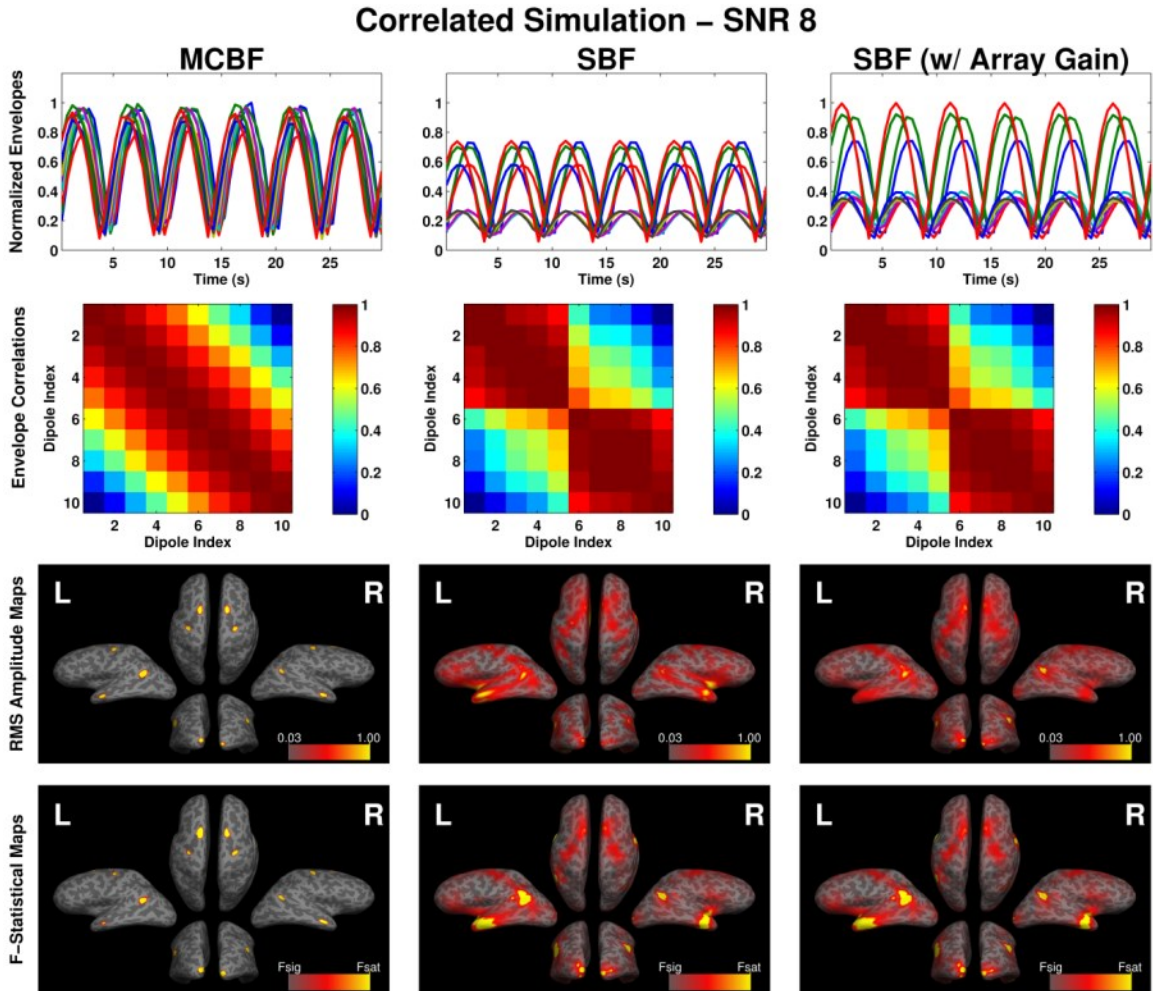 Correlated Simulation – SNR 8
MCBF
SBF
SBF (w/ Array Gain)
Normalized Envelopes
1
0.8
0.6
0.4
0.2
0
5 10 15 20 25
Time (s)
1
0.8
0.6
0.4
0.2
0
5 10 15 20 25
Time (s)
1
0.8
0.6
0.4
0.2
0
5 10 15 20 25
Time (s)
Envelope Correlations
Dipole Index
2
4
6
8
10
2 4 6 8 10
Dipole Index
1
0.8
0.6
0.4
0.2
0
Dipole Index
2
4
6
8
10
2 4 6 8 10
Dipole Index
1
0.8
0.6
0.4
0.2
0
Dipole Index
2
4
6
8
10
2 4 6 8 10
Dipole Index
1
0.8
0.6
0.4
0.2
0
RMS Amplitude Maps
L R
0.03 1.00
L R
0.03 1.00
L R
0.03 1.00
F–Statistical Maps
L R
Fsig Fsat
L R
Fsig Fsat
L R
Fsig Fsat